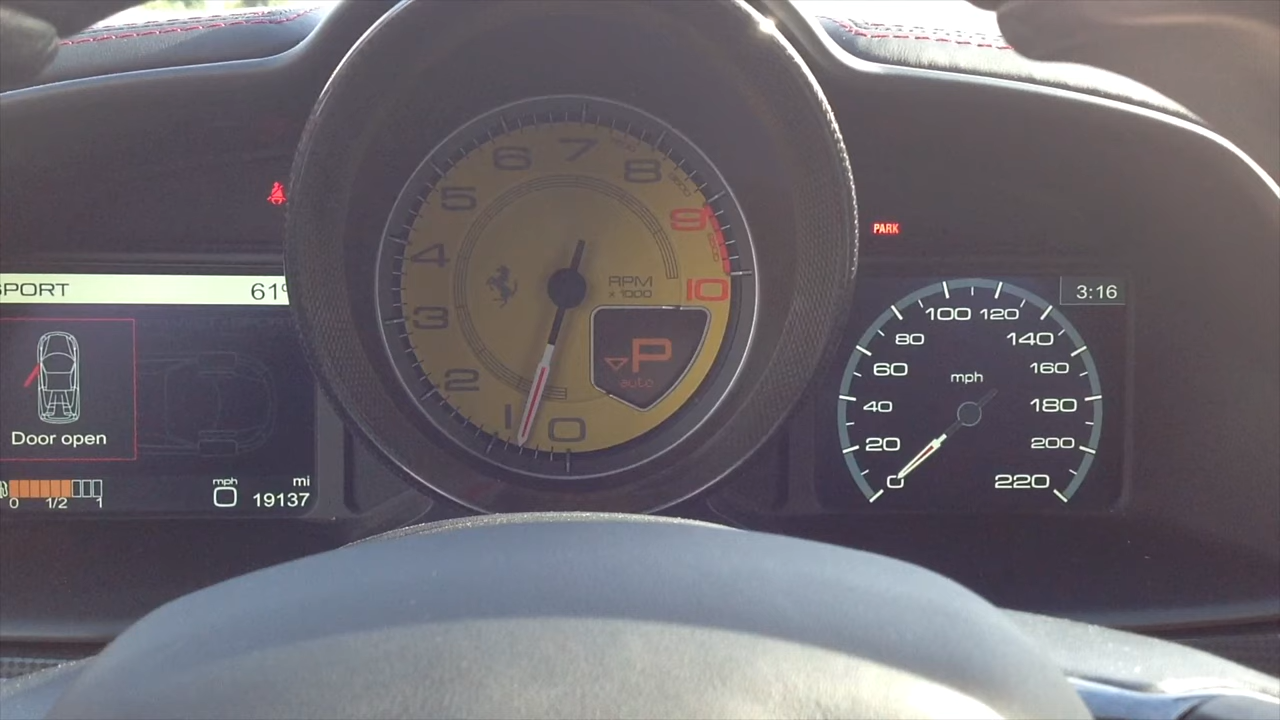 SPORT 61°
Door open
0 1/2 1
mph
0
mi
19137
0
1
2
3
4
5
6
7
8
9
10
RPM
x 1000
P
auto
PARK
3:16
0
20
40
60
80
100
120
140
160
180
200
220
mph